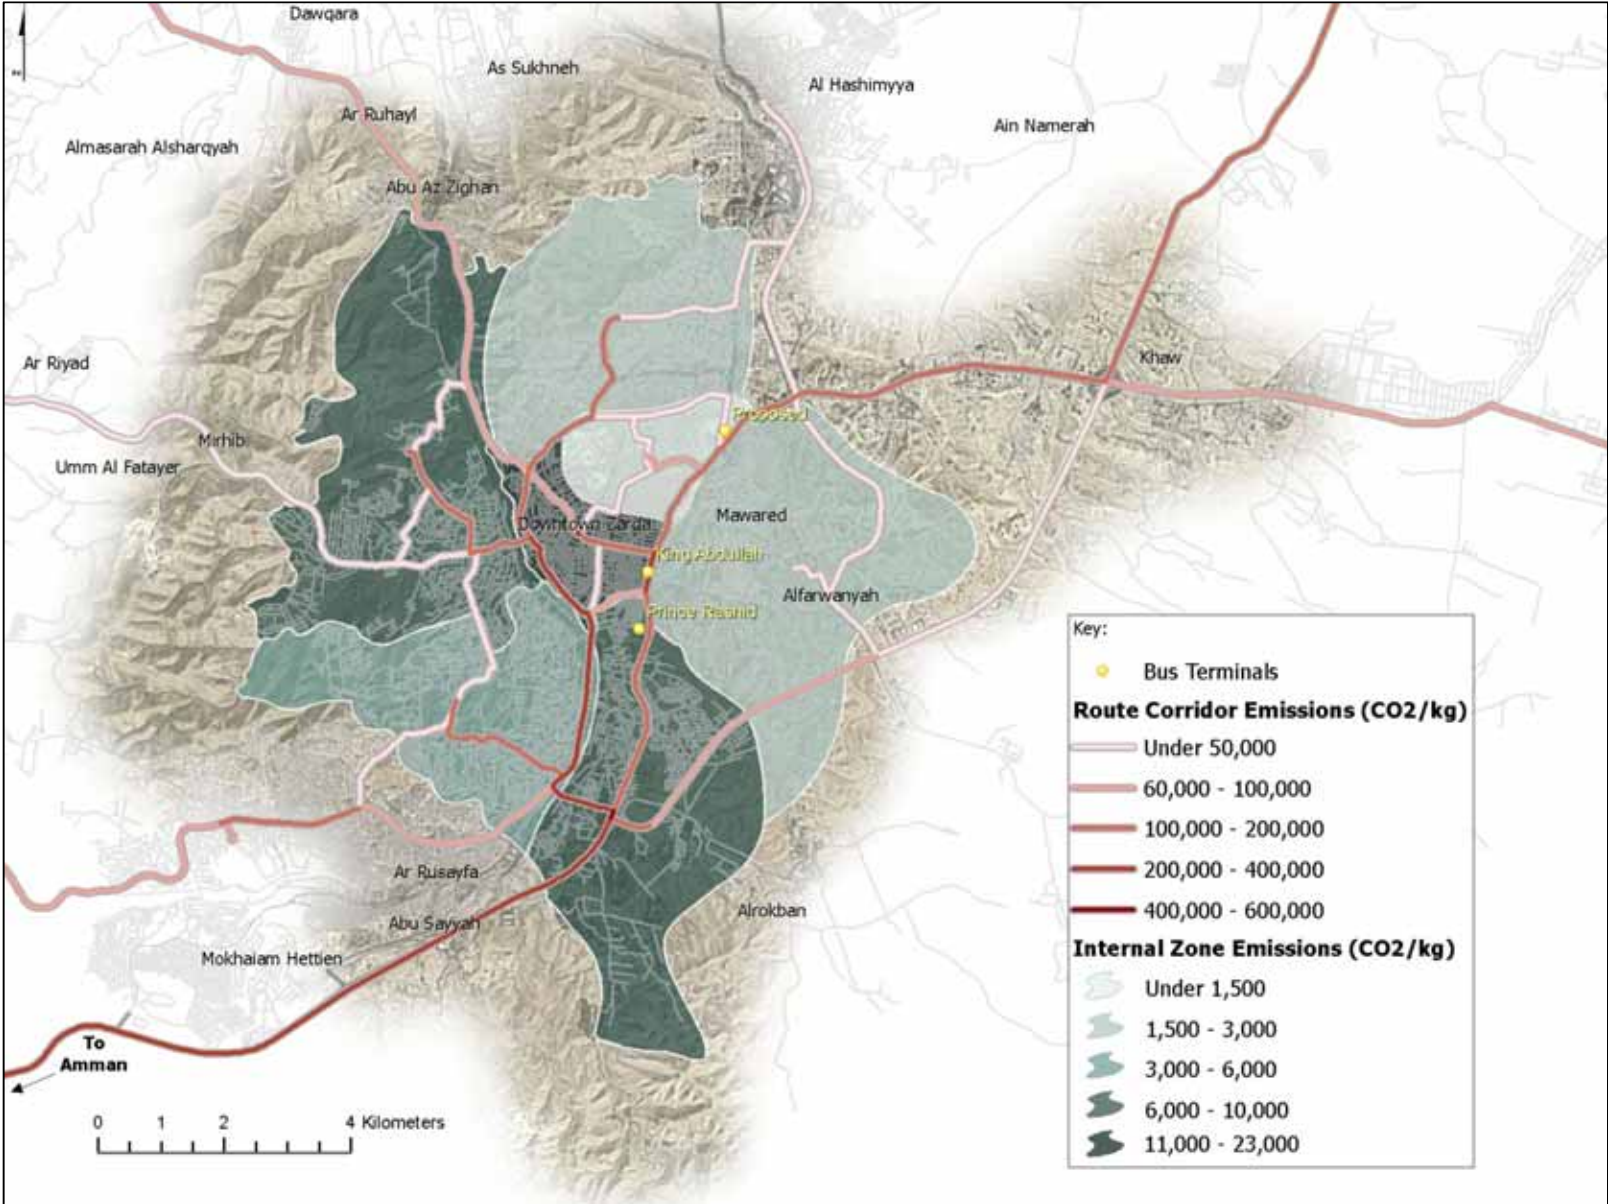 Dawqara
As Sukhneh
Al Hashimyya
Ar Ruhayl
Ain Namerah
Almasarah Alsharqyah
Abu Az Zighan
Ar Riyad
Khaw
Proposed
Mirhib
Umm Al Fatayer
Mawared
Downtown Zarqa
King Abdullah
Alfarwanyah
Prince Rashid
Ar Rusayfa
Alrokban
Abu Sayyah
Mokhaiam Hettien
To
Amman
0 1 2 4 Kilometers
Key:
Bus Terminals
Route Corridor Emissions (CO2/kg)
Under 50,000
60,000 - 100,000
100,000 - 200,000
200,000 - 400,000
400,000 - 600,000
Internal Zone Emissions (CO2/kg)
Under 1,500
1,500 - 3,000
3,000 - 6,000
6,000 - 10,000
11,000 - 23,000